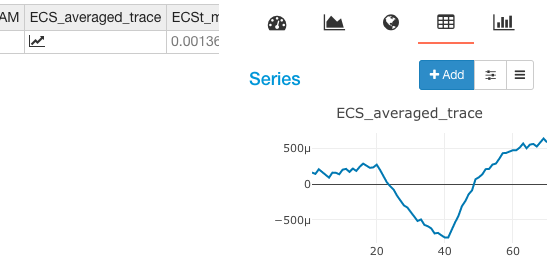 AM ECS_averaged_trace ECSt_m
0.00136
Series
+ Add
ECS_averaged_trace
500µ
0
−500µ
20 40 60